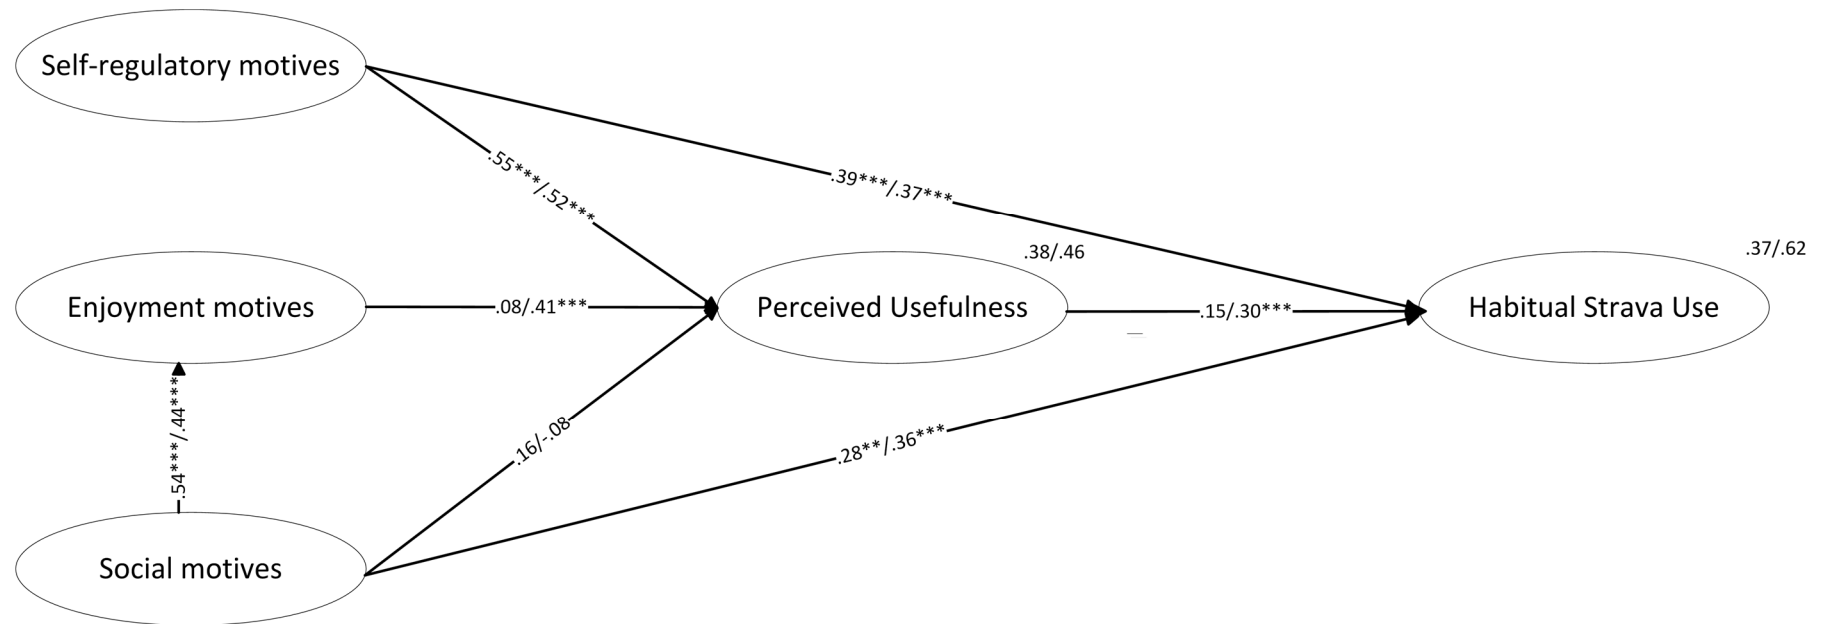 Self-regulatory motives
.55***/.52***
.39***/.37***
.38/.46
.37/.62
Enjoyment motives
.08/.41***
Perceived Usefulness
.15/.30***
Habitual Strava Use
.54***/.44***
.16/-.08
.28**/.36***
Social motives